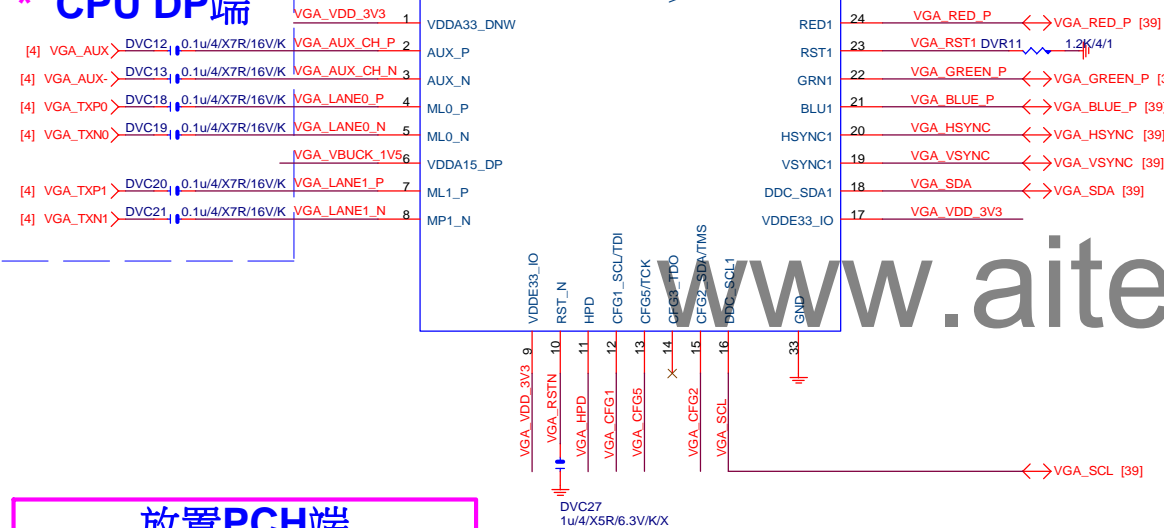 * CPU DP端
VGA_VDD_3V3 1 VDDA33_DNW
[4] VGA_AUX DVC12 0.1u/4/X7R/16V/K VGA_AUX_CH_P 2 AUX_P
[4] VGA_AUX- DVC13 0.1u/4/X7R/16V/K VGA_AUX_CH_N 3 AUX_N
[4] VGA_TXP0 DVC18 0.1u/4/X7R/16V/K VGA_LANE0_P 4 ML0_P
[4] VGA_TXN0 DVC19 0.1u/4/X7R/16V/K VGA_LANE0_N 5 ML0_N
VGA_VBUCK_1V5 6 VDDA15_DP
[4] VGA_TXP1 DVC20 0.1u/4/X7R/16V/K VGA_LANE1_P 7 ML1_P
[4] VGA_TXN1 DVC21 0.1u/4/X7R/16V/K VGA_LANE1_N 8 MP1_N
RED1 24 VGA_RED_P VGA_RED_P [39]
RST1 23 VGA_RST1 DVR11 1.2K/4/1
GRN1 22 VGA_GREEN_P VGA_GREEN_P [3
BLU1 21 VGA_BLUE_P VGA_BLUE_P [39]
HSYNC1 20 VGA_HSYNC VGA_HSYNC [39]
VSYNC1 19 VGA_VSYNC VGA_VSYNC [39]
DDC_SDA1 18 VGA_SDA VGA_SDA [39]
VDDE33_IO 17 VGA_VDD_3V3
VDDE33_IO 9 VGA_VDD_3V3
RST_N 10 VGA_RSTN
HPD 11 VGA_HPD
CFG1_SCL/TDI 12 VGA_CFG1
CFG5/TCK 13 VGA_CFG5
CFG3_TDO 14
CFG2_SDA/TMS 15 VGA_CFG2
DDC_SCL1 16 VGA_SCL
GND 33
www.aite
VGA_SCL [39]
DVC27
1u/4/X5R/6.3V/K/X
放置PCH端